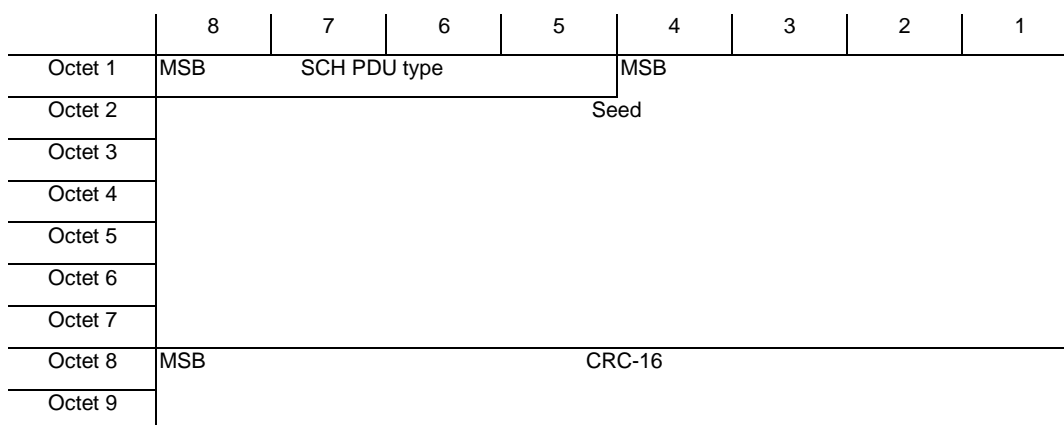 8 7 6 5 4 3 2 1
Octet 1 MSB SCH PDU type MSB
Octet 2 Seed
Octet 3
Octet 4
Octet 5
Octet 6
Octet 7
Octet 8 MSB CRC-16
Octet 9